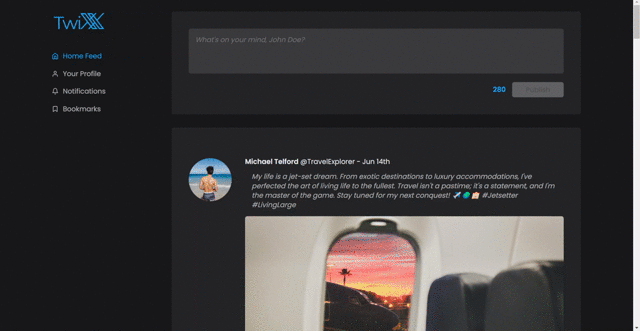 TwiXX
Home Feed
Your Profile
Notifications
Bookmarks
What's on your mind, John Doe?
280
Publish
Michael Telford @TravelExplorer - Jun 14th
My life is a jet-set dream. From exotic destinations to luxury accommodations, I've
perfected the art of living life to the fullest. Travel isn't a pastime; it's a statement, and I'm
the master of the game. Stay tuned for my next conquest! ✈️🌍📸 #Jetsetter
#LivingLarge